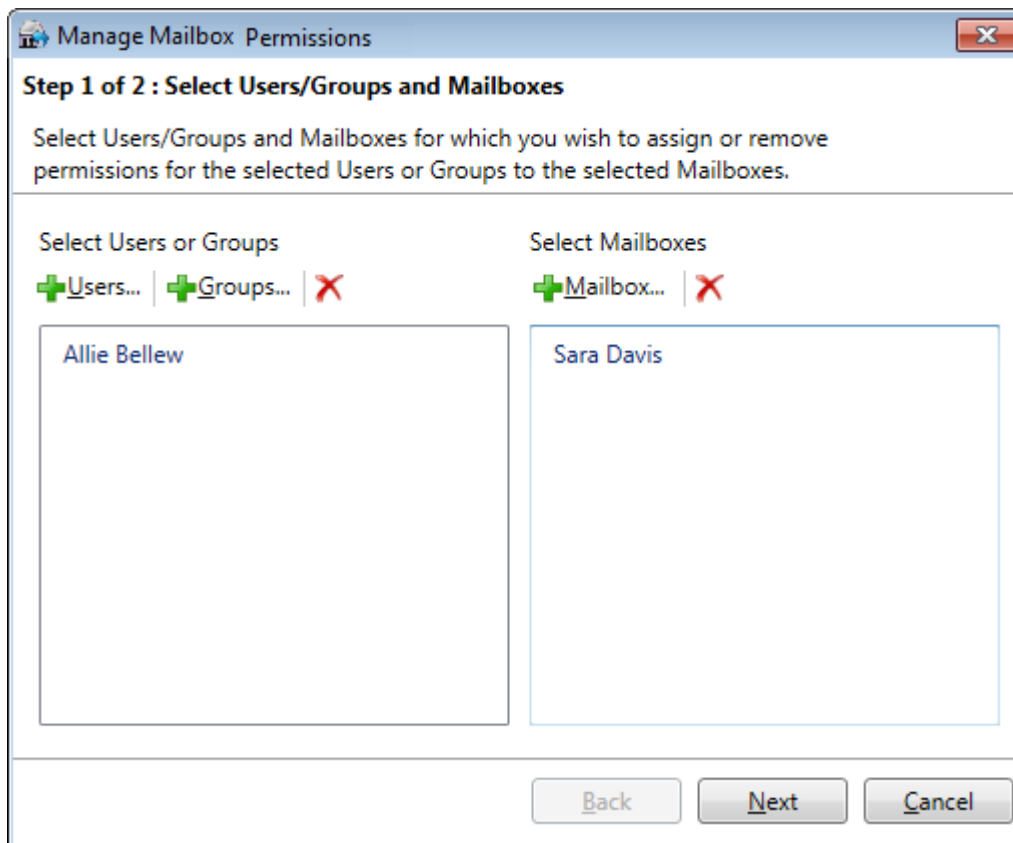 Manage Mailbox Permissions
Step 1 of 2 : Select Users/Groups and Mailboxes
Select Users/Groups and Mailboxes for which you wish to assign or remove
permissions for the selected Users or Groups to the selected Mailboxes.
Select Users or Groups
Users...
Groups...
Allie Bellew
Select Mailboxes
Mailbox...
Sara Davis
Back
Next
Cancel